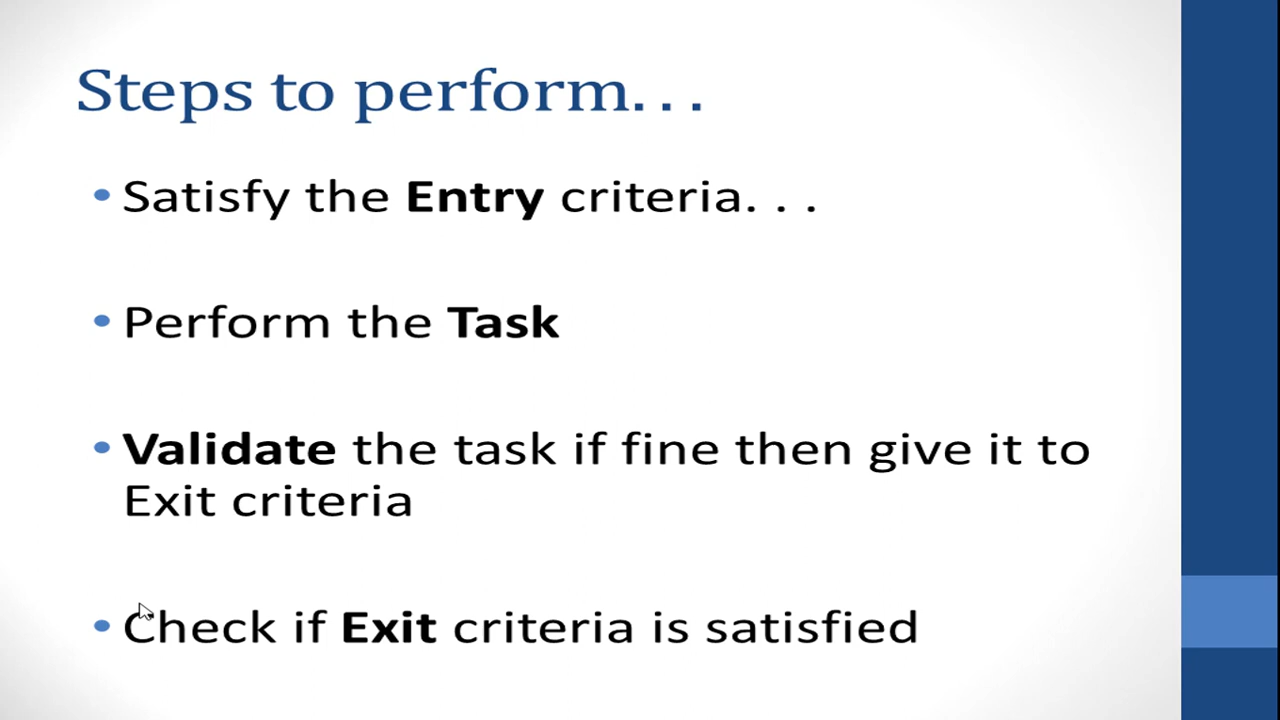 Steps to perform. . .
• Satisfy the Entry criteria. . .
• Perform the Task
• Validate the task if fine then give it to
Exit criteria
• Check if Exit criteria is satisfied